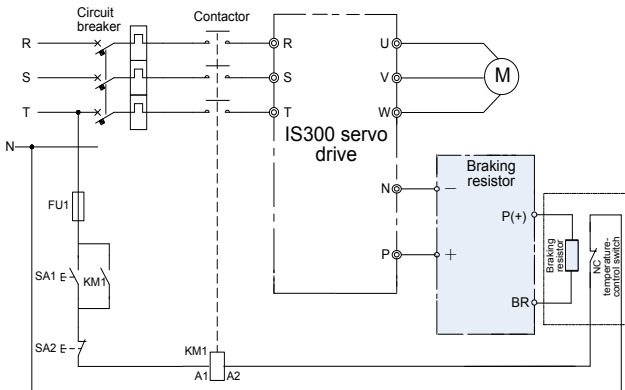 Circuit
breaker
Contactor
R
S
T
N
R
S
T
U
V
W
M
IS300 servo
drive
N
P
Braking
resistor
−
+
P(+)
BR
Braking
resistor
NC
temperature-
control switch
FU1
SA1
KM1
SA2
KM1
A1
A2